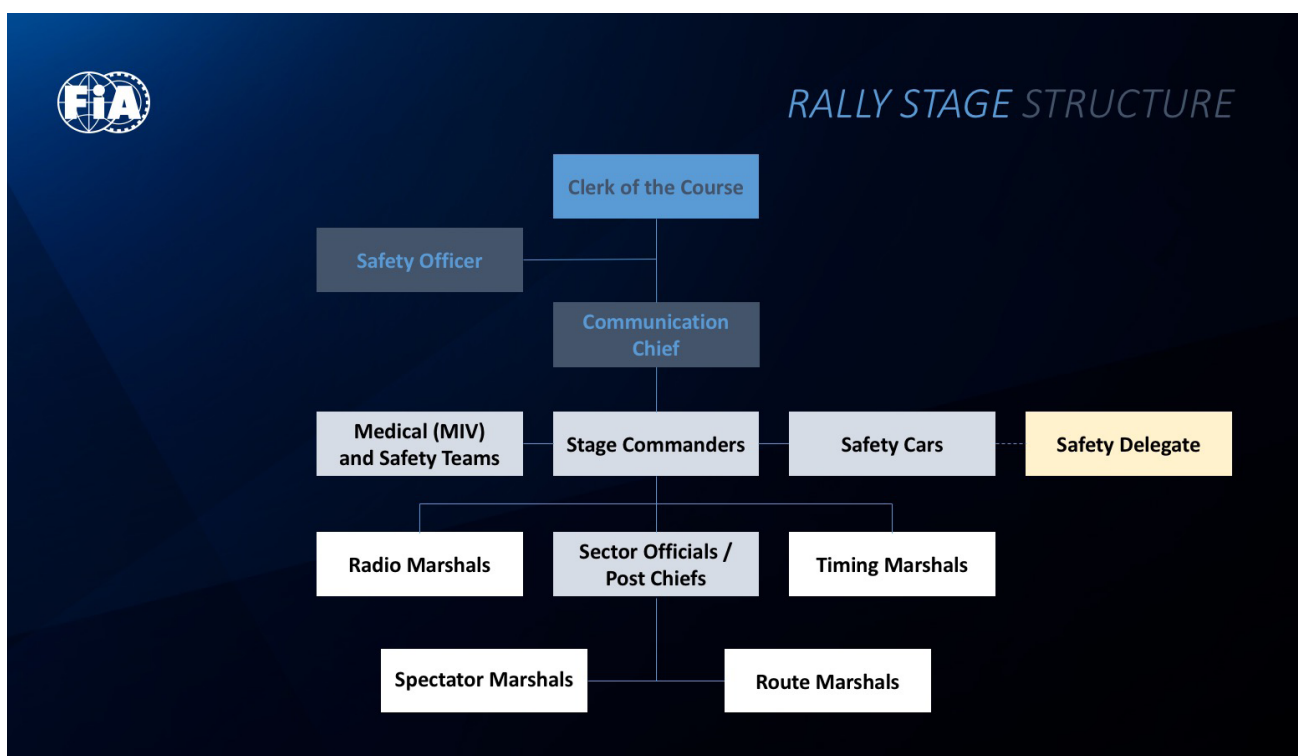 FiA
RALLY STAGE STRUCTURE
Clerk of the Course
Safety Officer
Communication
Chief
Medical (MIV)
and Safety Teams
Stage Commanders
Safety Cars
Safety Delegate
Radio Marshals
Sector Officials /
Post Chiefs
Timing Marshals
Spectator Marshals
Route Marshals